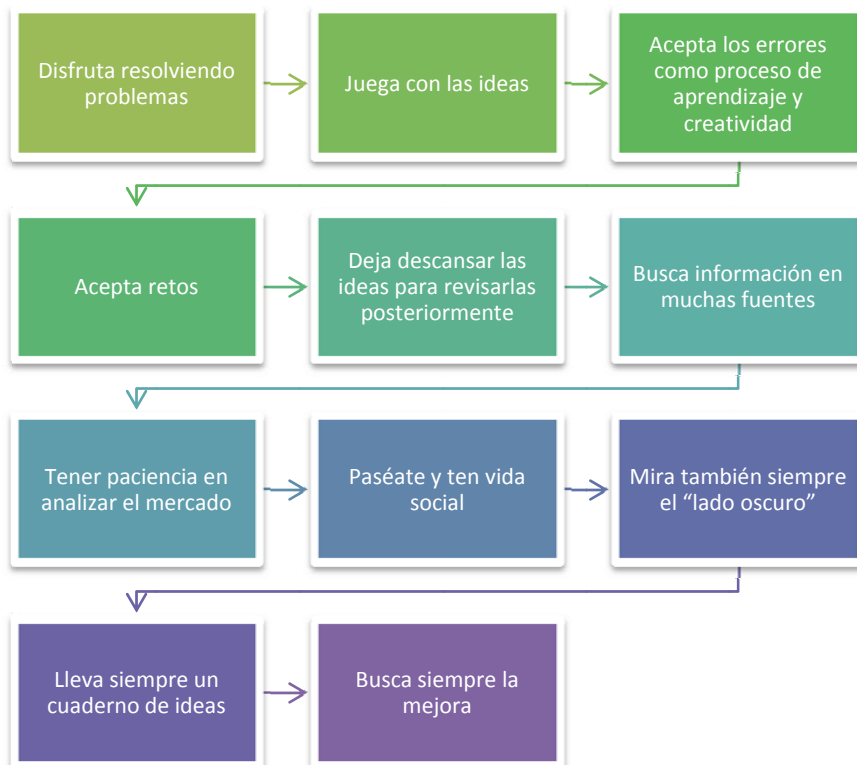 Disfruta resolviendo
problemas
Juega con las ideas
Acepta los errores
como proceso de
aprendizaje y
creatividad
Acepta retos
Deja descansar las
ideas para revisarlas
posteriormente
Busca información en
muchas fuentes
Tener paciencia en
analizar el mercado
Paséate y ten vida
social
Mira también siempre
el “lado oscuro”
Lleva siempre un
cuaderno de ideas
Busca siempre la
mejora